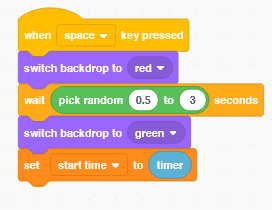 when space key pressed
switch backdrop to red
wait pick random 0.5 to 3 seconds
switch backdrop to green
set start time to timer